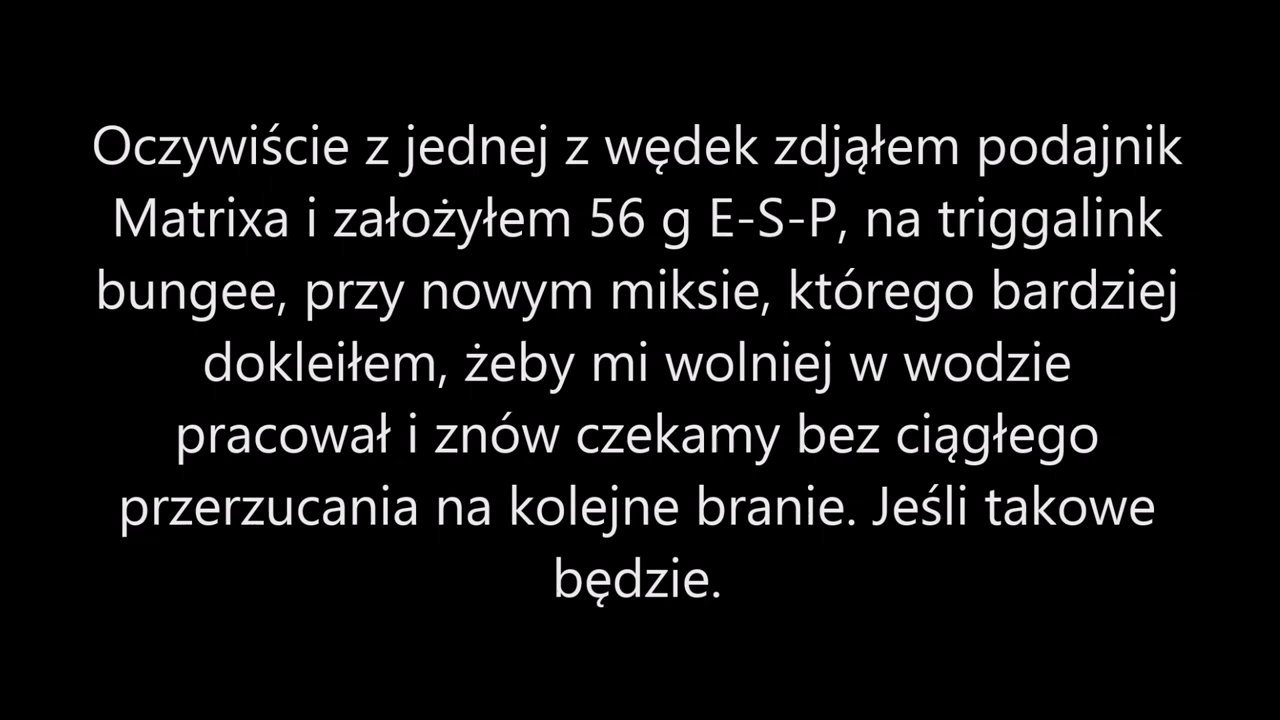 Oczywiście z jednej z wędek zdjąłem podajnik
Matrixa i założyłem 56 g E-S-P, na triggalink
bungee, przy nowym miksie, którego bardziej
dokleiłem, żeby mi wolniej w wodzie
pracował i znów czekamy bez ciągłego
przerzucania na kolejne branie. Jeśli takowe
będzie.